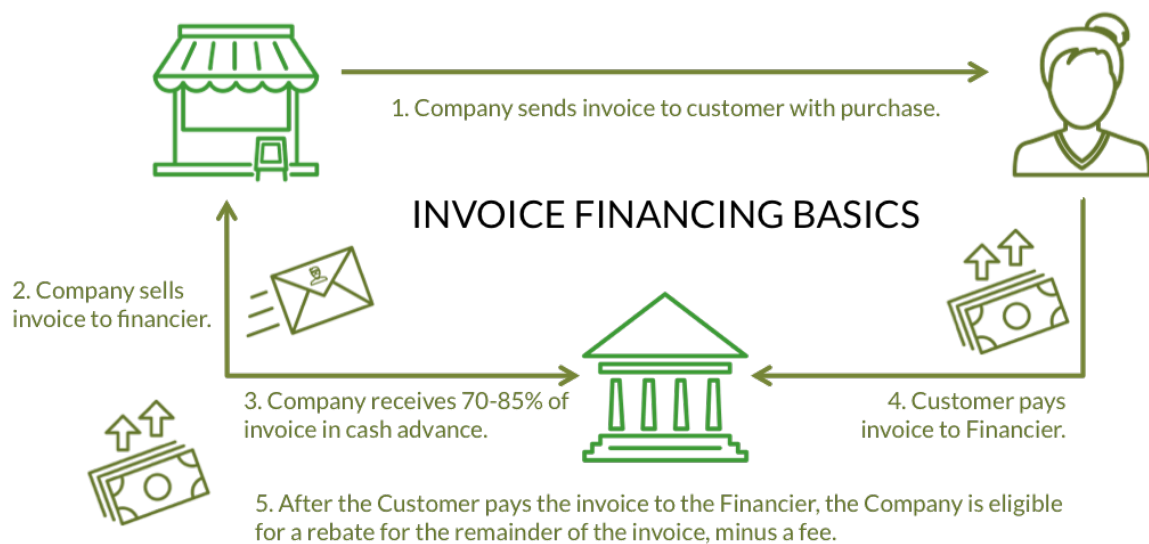 1. Company sends invoice to customer with purchase.
INVOICE FINANCING BASICS
2. Company sells
invoice to financier.
3. Company receives 70-85% of
invoice in cash advance.
4. Customer pays
invoice to Financier.
5. After the Customer pays the invoice to the Financier, the Company is eligible
for a rebate for the remainder of the invoice, minus a fee.